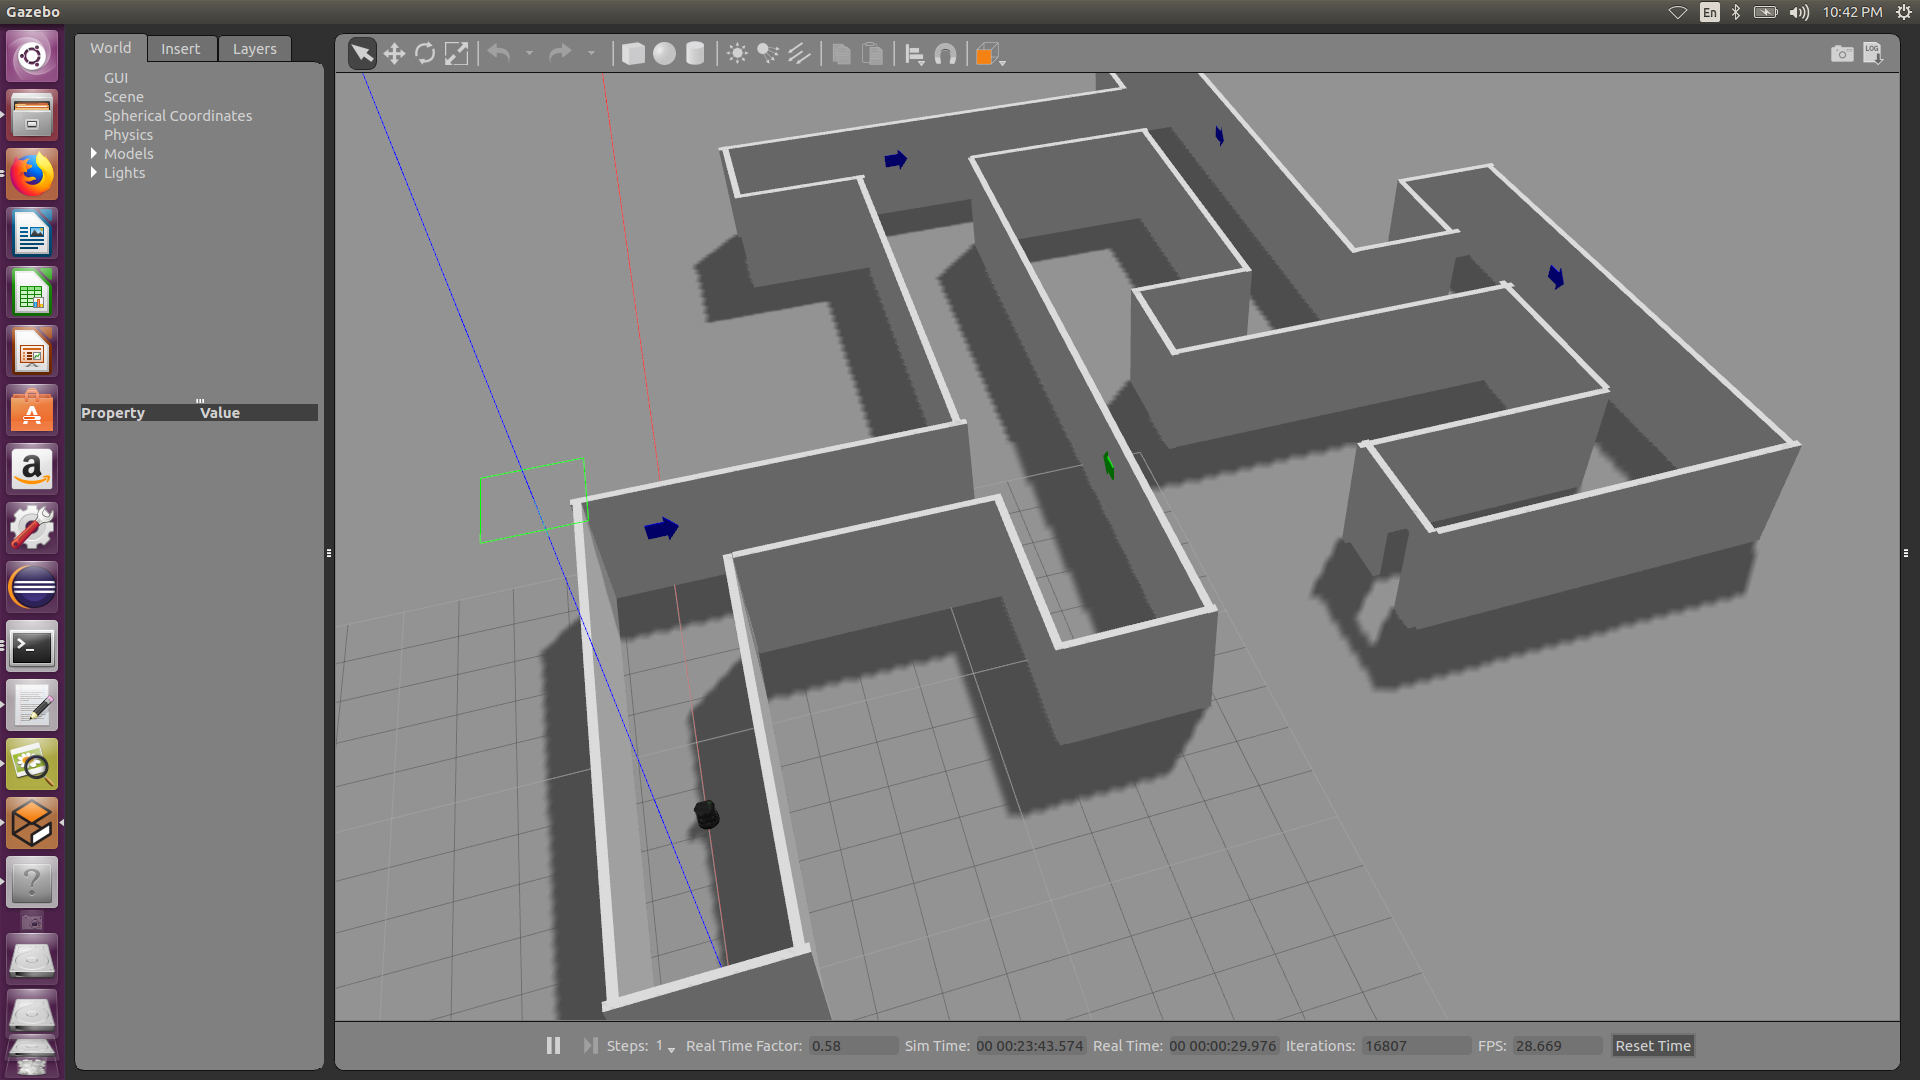 Gazebo
En
10:42 PM
World
Insert
Layers
LOG
GUI
Scene
Spherical Coordinates
Physics
Models
Lights
Property
Value
Steps: 1
Real Time Factor: 0.58
Sim Time: 00 00:23:43.574
Real Time: 00 00:00:29.976
Iterations: 16807
FPS: 28.669
Reset Time